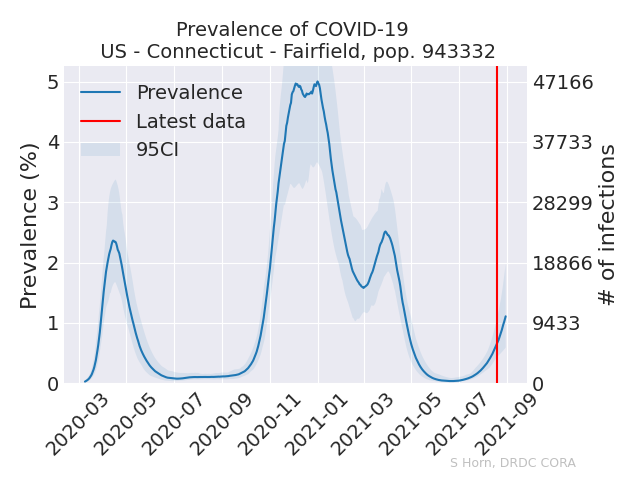 Prevalence of COVID-19
US - Connecticut - Fairfield, pop. 943332
Prevalence
Latest data
95CI
Prevalence (%)
5
4
3
2
1
0
47166
37733
28299
18866
9433
0
# of infections
2020-03
2020-05
2020-07
2020-09
2020-11
2021-01
2021-03
2021-05
2021-07
2021-09
S Horn, DRDC CORA